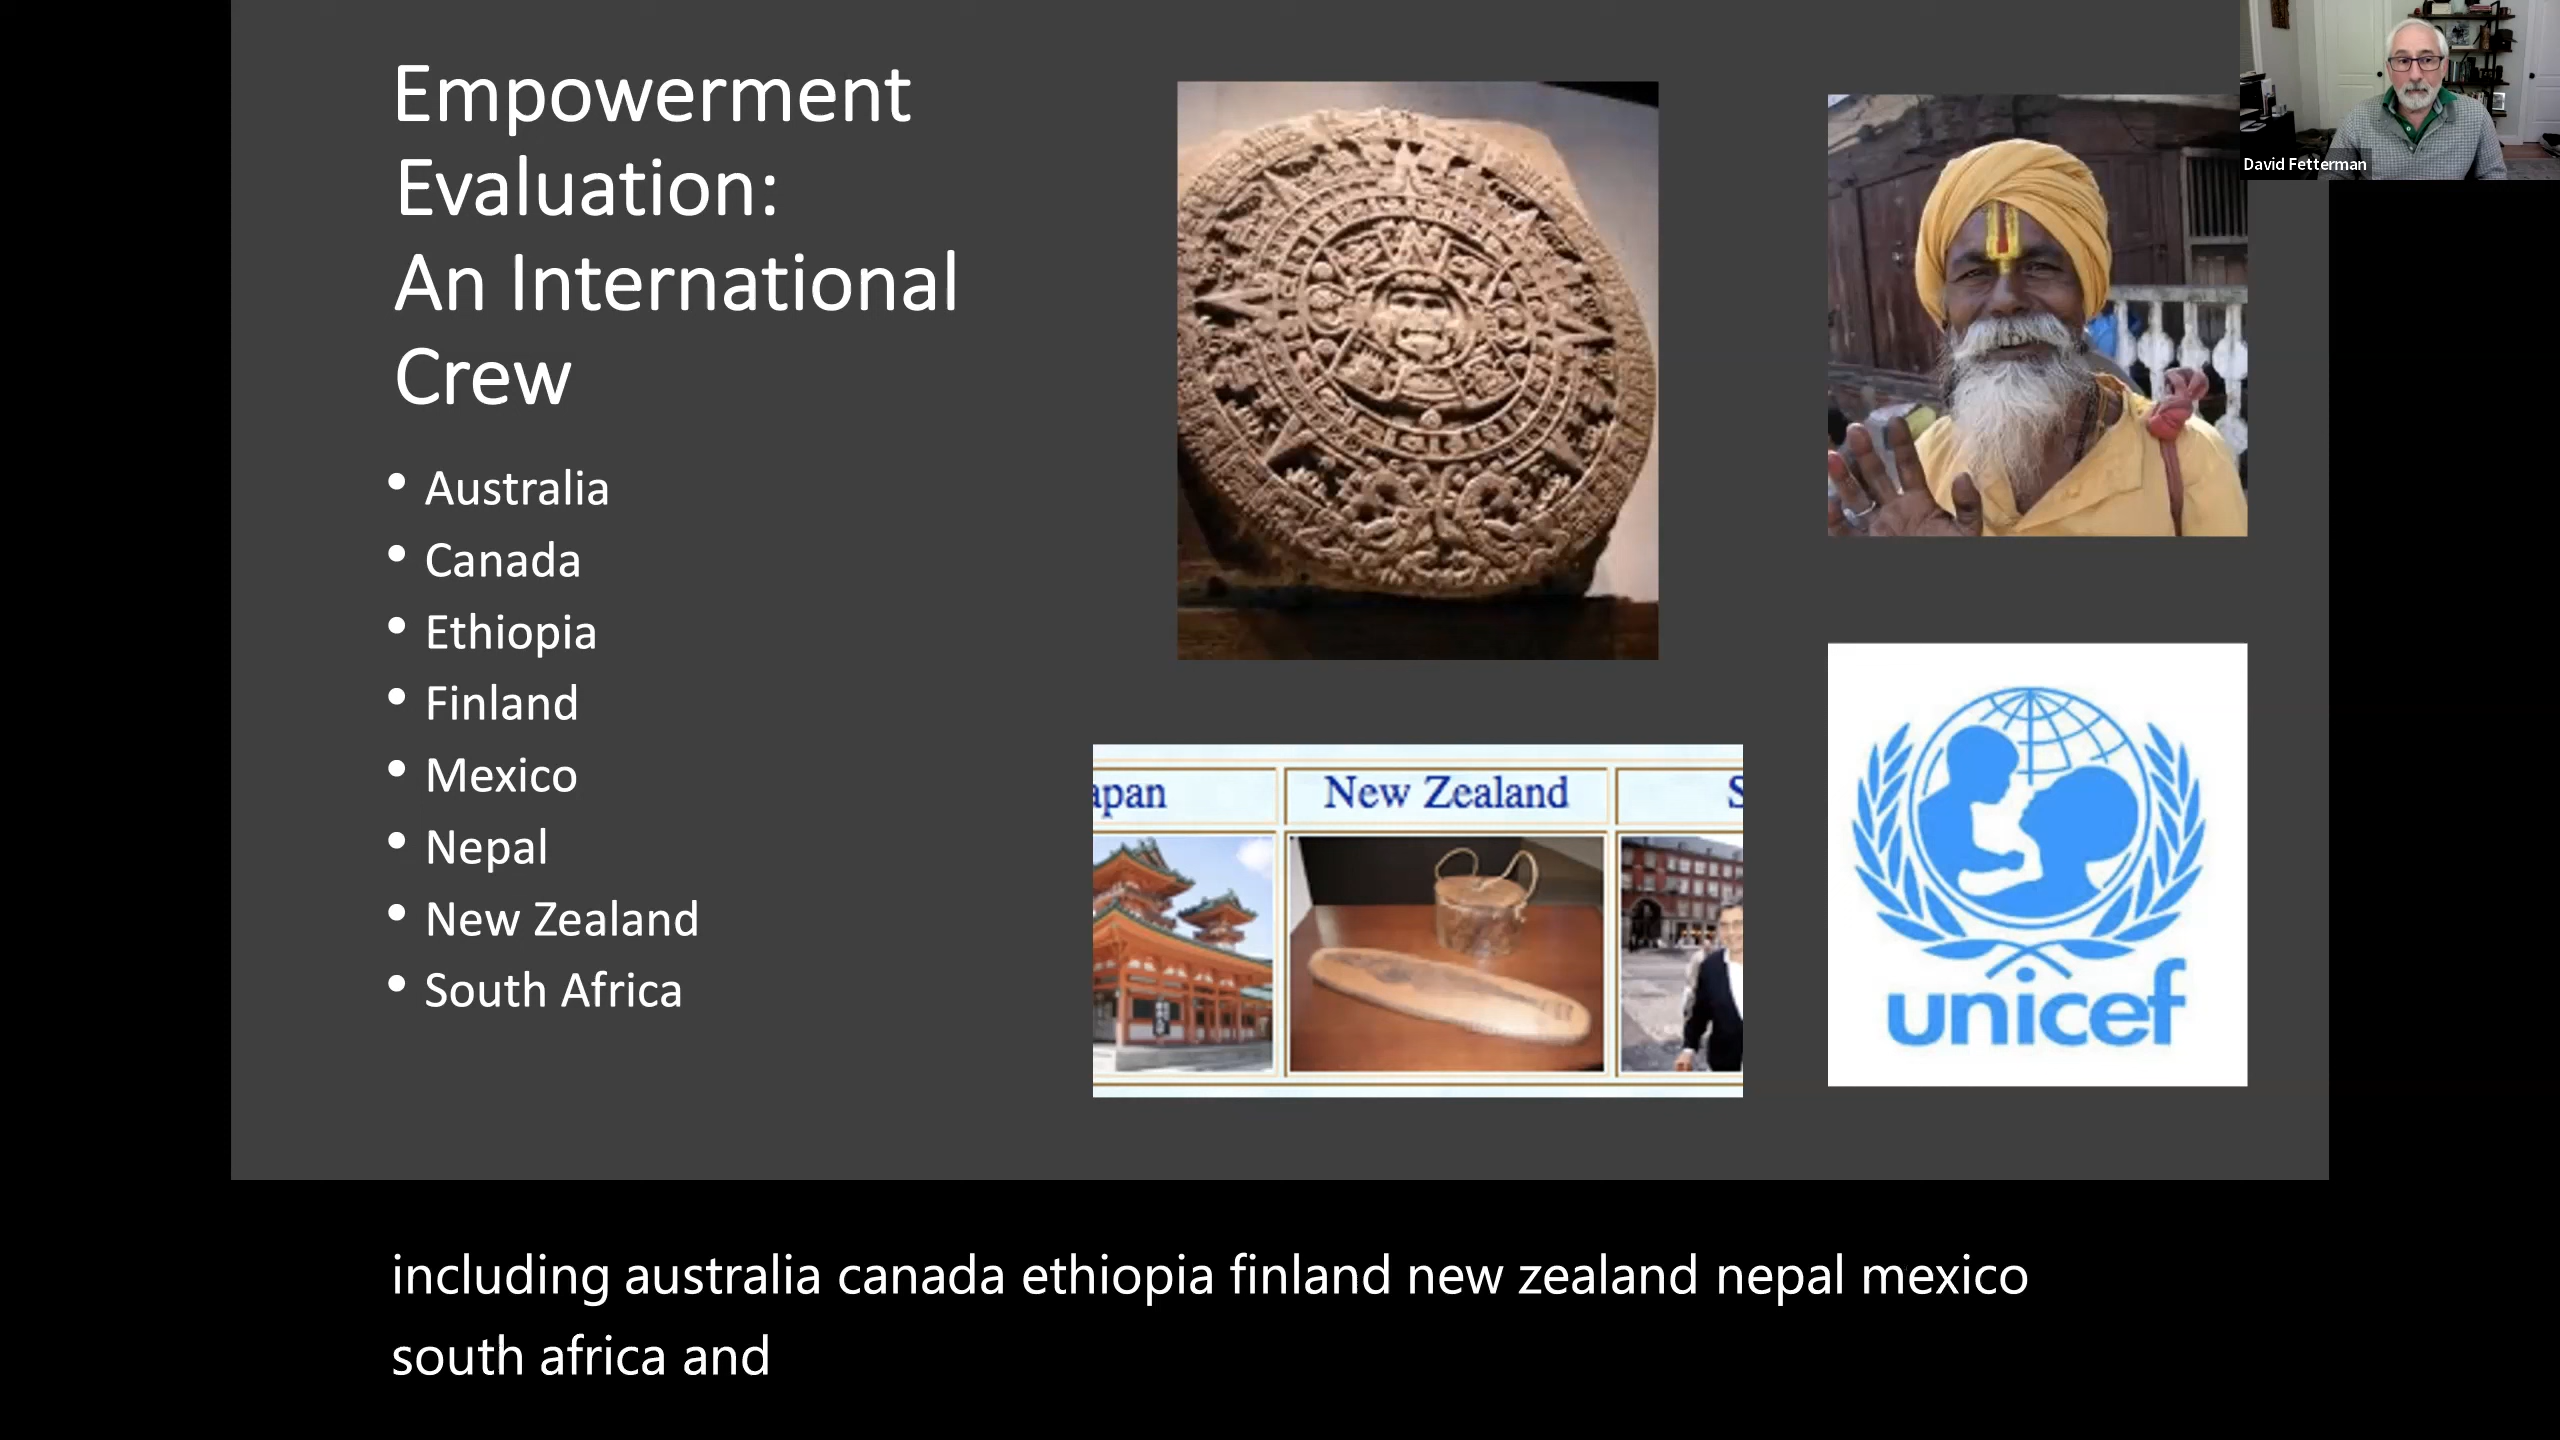 Empowerment
Evaluation:
An International
Crew
• Australia
• Canada
• Ethiopia
• Finland
• Mexico
• Nepal
• New Zealand
• South Africa
apan
New Zealand
S
unicef
David Fetterman
including australia canada ethiopia finland new zealand nepal mexico
south africa and